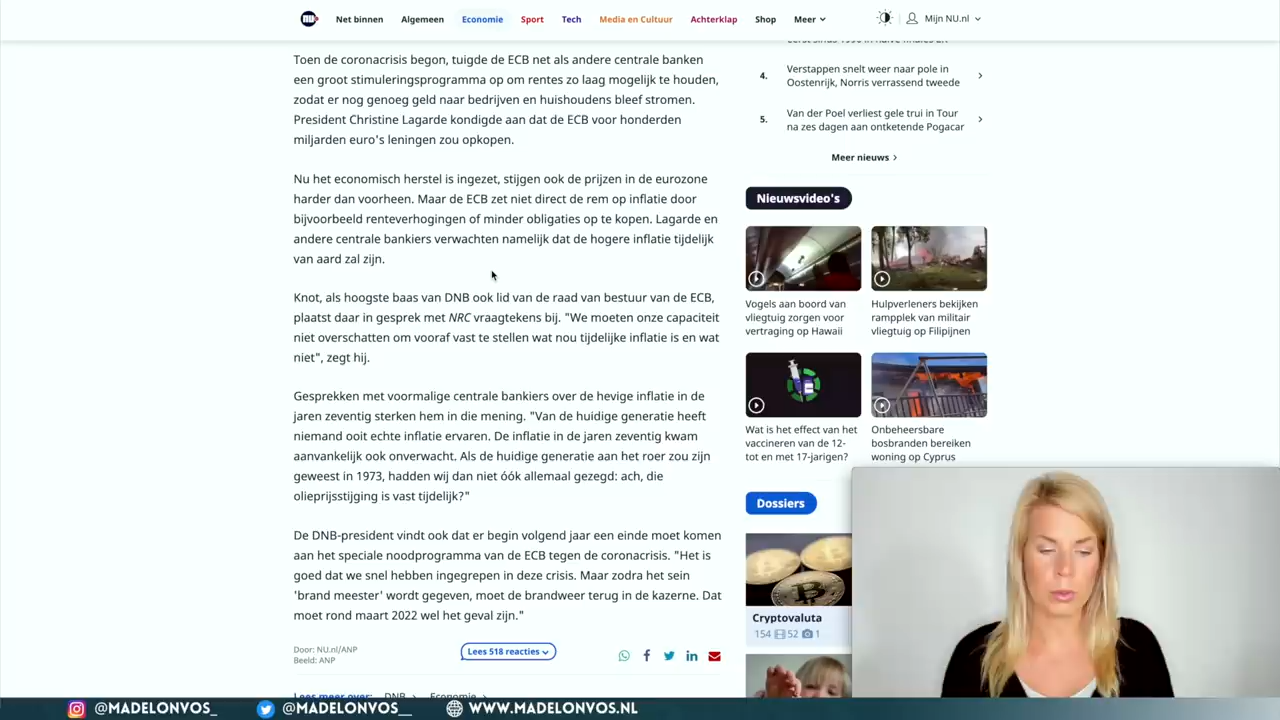 nu
Net binnen
Algemeen
Economie
Sport
Tech
Media en Cultuur
Achterklap
Shop
Meer
Mijn NU.nl
Toen de coronacrisis begon, tuigde de ECB net als andere centrale banken
een groot stimuleringsprogramma op om rentes zo laag mogelijk te houden,
zodat er nog genoeg geld naar bedrijven en huishoudens bleef stromen.
President Christine Lagarde kondigde aan dat de ECB voor honderden
miljarden euro's leningen zou opkopen.
Nu het economisch herstel is ingezet, stijgen ook de prijzen in de eurozone
harder dan voorheen. Maar de ECB zet niet direct de rem op inflatie door
bijvoorbeeld renteverhogingen of minder obligaties op te kopen. Lagarde en
andere centrale bankiers verwachten namelijk dat de hogere inflatie tijdelijk
van aard zal zijn.
Knot, als hoogste baas van DNB ook lid van de raad van bestuur van de ECB,
plaatst daar in gesprek met NRC vraagtekens bij. "We moeten onze capaciteit
niet overschatten om vooraf vast te stellen wat nou tijdelijke inflatie is en wat
niet", zegt hij.
Gesprekken met voormalige centrale bankiers over de hevige inflatie in de
jaren zeventig sterken hem in die mening. "Van de huidige generatie heeft
niemand ooit echte inflatie ervaren. De inflatie in de jaren zeventig kwam
aanvankelijk ook onverwacht. Als de huidige generatie aan het roer zou zijn
geweest in 1973, hadden wij dan niet óók allemaal gezegd: ach, die
olieprijsstijging is vast tijdelijk?"
De DNB-president vindt ook dat er begin volgend jaar een einde moet komen
aan het speciale noodprogramma van de ECB tegen de coronacrisis. "Het is
goed dat we snel hebben ingegrepen in deze crisis. Maar zodra het sein
'brand meester' wordt gegeven, moet de brandweer terug in de kazerne. Dat
moet rond maart 2022 wel het geval zijn."
Door: NU.nl/ANP
Beeld: ANP
Lees 518 reacties
Lees meer over:
DNB
Economie
4.
Verstappen snelt weer naar pole in
Oostenrijk, Norris verrassend tweede
5.
Van der Poel verliest gele trui in Tour
na zes dagen aan ontketende Pogacar
Meer nieuws
Nieuwsvideo's
Vogels aan boord van
vliegtuig zorgen voor
vertraging op Hawaii
Hulpverleners bekijken
rampplek van militair
vliegtuig op Filipijnen
Wat is het effect van het
vaccineren van de 12-
tot en met 17-jarigen?
Onbeheersbare
bosbranden bereiken
woning op Cyprus
Dossiers
Cryptovaluta
154 52 1
@MADELONVOS_
@MADELONVOS__
WWW.MADELONVOS.NL